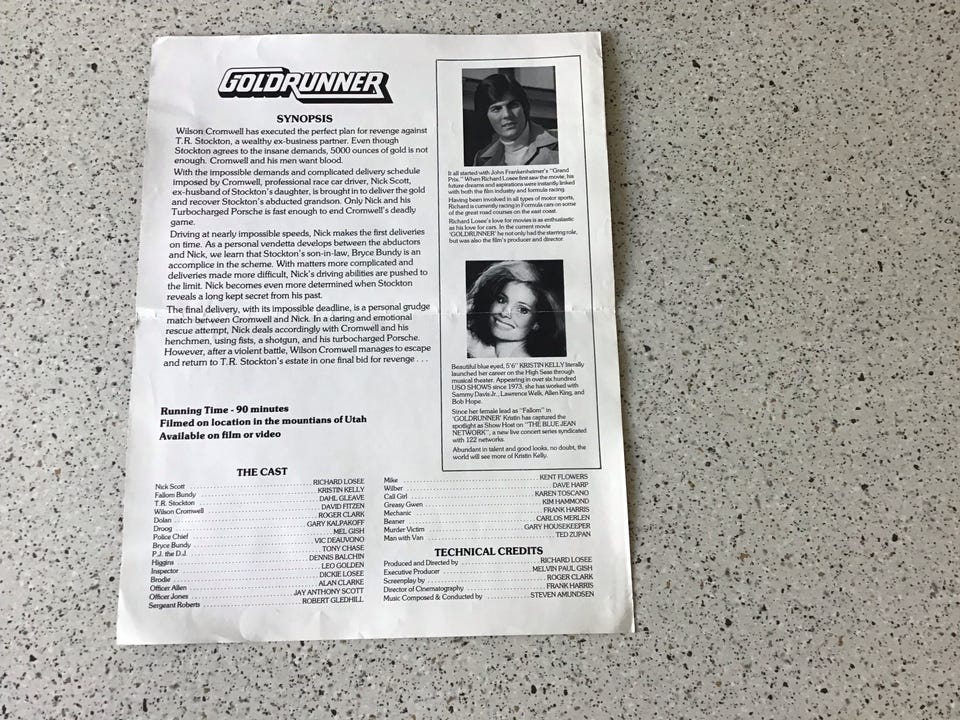 GOLDRUNNER
SYNOPSIS
Wilson Cromwell has executed the perfect plan for revenge against
T.R. Stockton, a wealthy ex-business partner. Even though
Stockton agrees to the insane demands, 5000 ounces of gold is not
enough. Cromwell and his men want blood.
With the impossible demands and complicated delivery schedule
imposed by Cromwell, professional race car driver, Nick Scott,
ex-husband of Stockton's daughter, is brought in to deliver the gold
and recover Stockton's abducted grandson. Only Nick and his
Turbocharged Porsche is fast enough to end Cromwell's deadly
game.
Driving at nearly impossible speeds, Nick makes the first deliveries
on time. As a personal vendetta develops between the abductors
and Nick, we learn that Stockton's son-in-law, Bryce Bundy is an
accomplice in the scheme. With matters more complicated and
deliveries made more difficult, Nick's driving abilities are pushed to
the limit. Nick becomes even more determined when Stockton
reveals a long kept secret from his past.
The final delivery, with its impossible deadline, is a personal grudge
match between Cromwell and Nick. In a daring and emotional
rescue attempt, Nick deals accordingly with Cromwell and his
henchmen, using fists, a shotgun, and his turbocharged Porsche.
However, after a violent battle, Wilson Cromwell manages to escape
and return to T.R. Stockton's estate in one final bid for revenge . . .
Running Time - 90 minutes
Filmed on location in the mountians of Utah
Available on film or video
It all started with John Frankenheimer's "Grand
Prix." When Richard Losee first saw the movie, his
future dreams and aspirations were instantly linked
with both the film industry and formula racing.
Having been involved in all types of motor sports,
Richard is currently racing in Formula cars on some
of the great road courses on the east coast.
Richard Losee's love for movies is as enthusiastic
as his love for cars. In the current movie
'GOLDRUNNER' he not only had the starring role,
but was also the film's producer and director.
Beautiful blue eyed, 5'6" KRISTIN KELLY literally
launched her career on the High Seas through
musical theater. Appearing in over six hundred
USO SHOWS since 1973, she has worked with
Sammy Davis Jr., Lawrence Welk, Allen King, and
Bob Hope.
Since her female lead as "Fallom" in
'GOLDRUNNER' Kristin has captured the
spotlight as Show Host on "THE BLUE JEAN
NETWORK", a new live concert series syndicated
with 122 networks.
Abundant in talent and good looks, no doubt, the
world will see more of Kristin Kelly.
THE CAST
Nick Scott RICHARD LOSEE
Fallom Bundy KRISTIN KELLY
T.R. Stockton DAHL GLEAVE
Wilson Cromwell DAVID FITZEN
Dolan ROGER CLARK
Droog GARY KALPAKOFF
Police Chief MEL GISH
Bryce Bundy VIC DEAUVONO
P.J. the D.J. TONY CHASE
Higgins DENNIS BALCHIN
Inspector LEO GOLDEN
Brodie DICKIE LOSEE
Officer Allen ALAN CLARKE
Officer Jones JAY ANTHONY SCOTT
Sergeant Roberts ROBERT GLEDHILL
Mike KENT FLOWERS
Wilber DAVE HARP
Call Girl KAREN TOSCANO
Greasy Gwen KIM HAMMOND
Mechanic FRANK HARRIS
Beaner CARLOS MERLEN
Murder Victim GARY HOUSEKEEPER
Man with Van TED ZUPAN
TECHNICAL CREDITS
Produced and Directed by RICHARD LOSEE
Executive Producer MELVIN PAUL GISH
Screenplay by ROGER CLARK
Director of Cinematography FRANK HARRIS
Music Composed & Conducted by STEVEN AMUNDSEN